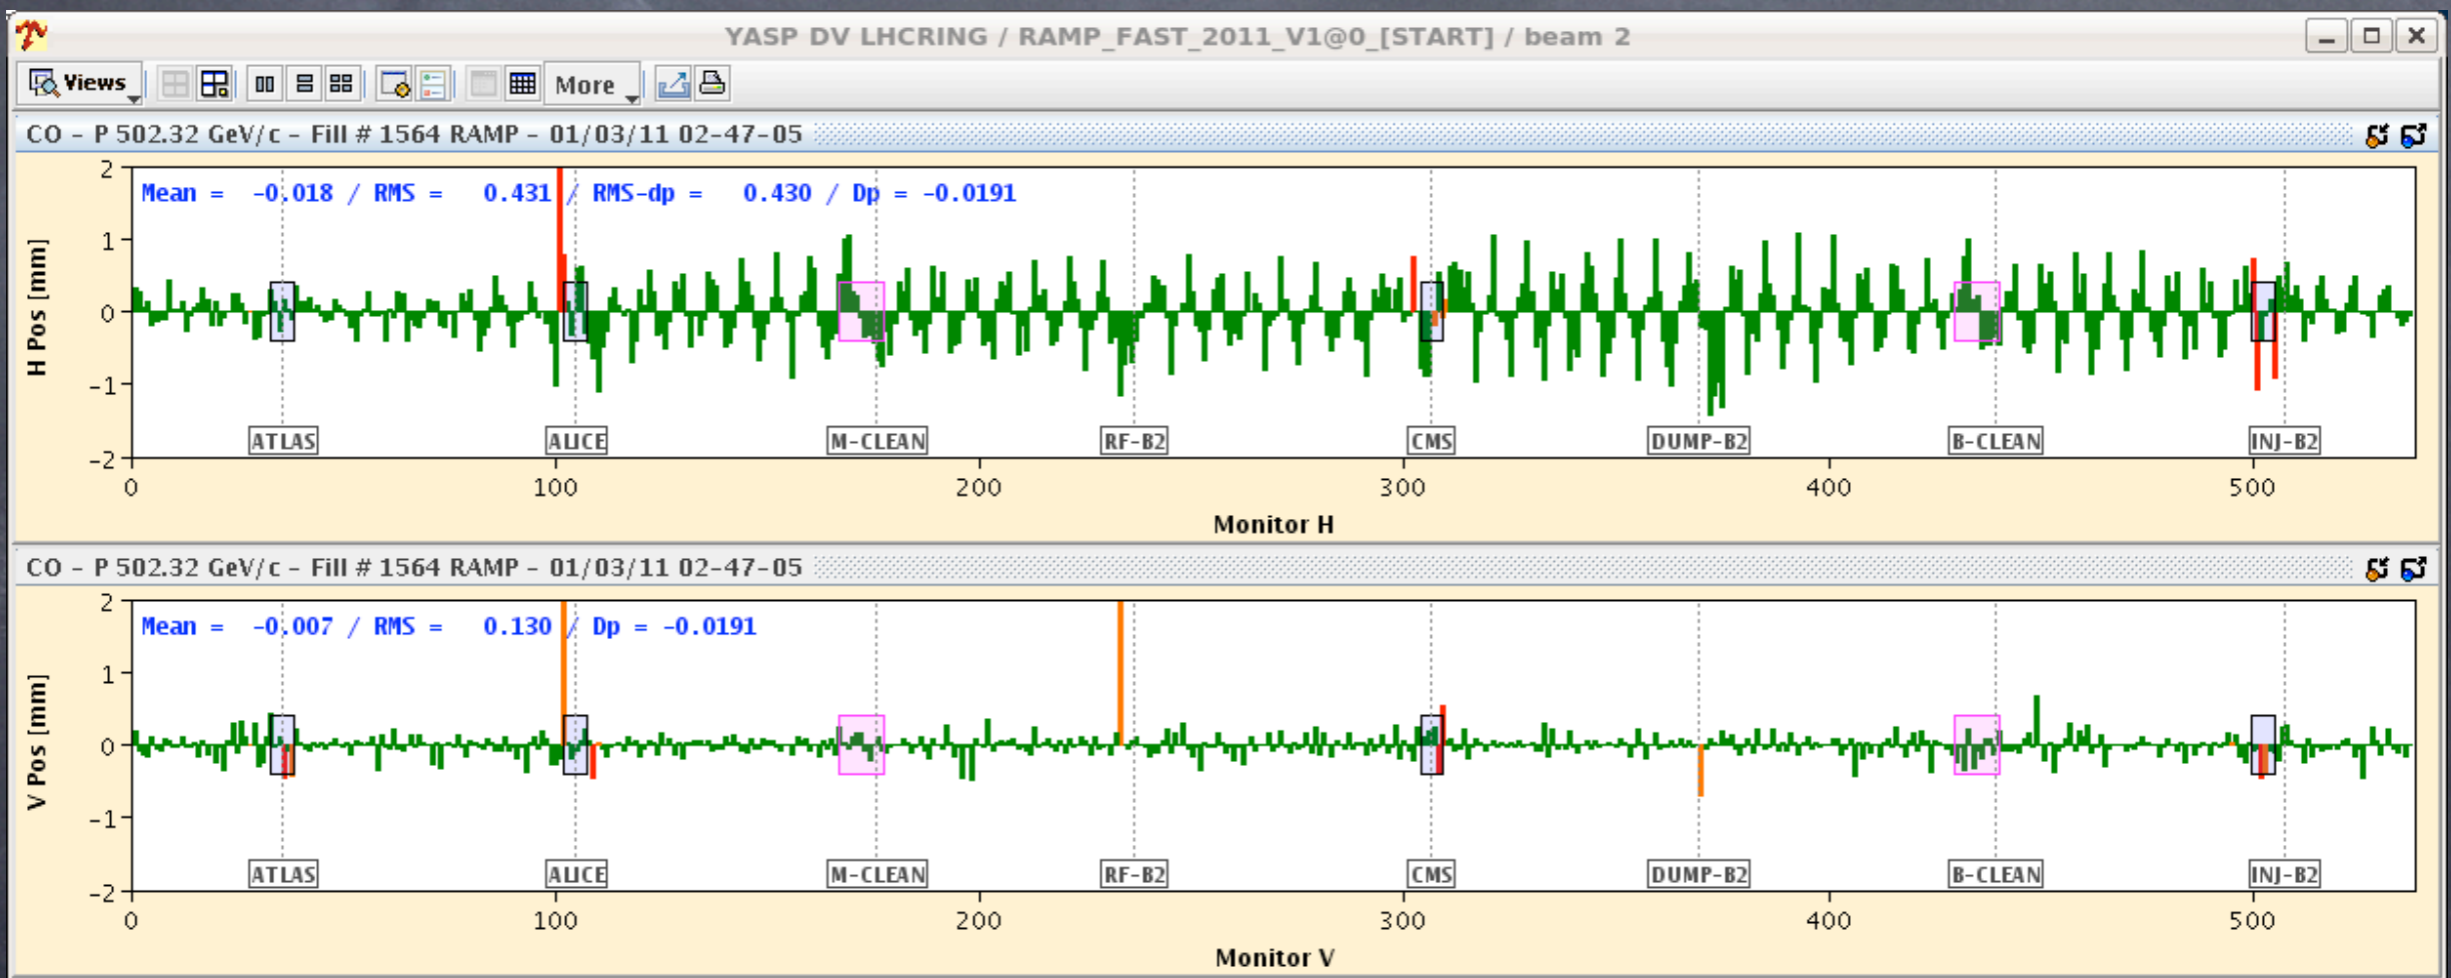 YASP DV LHCRING / RAMP_FAST_2011_V1@0_[START] / beam 2
Views More
CO - P 502.32 GeV/c - Fill # 1564 RAMP - 01/03/11 02-47-05
Mean = -0.018 / RMS = 0.431 / RMS-dp = 0.430 / Dp = -0.0191
H Pos [mm]
2
1
0
-1
-2
ATLAS ALICE M-CLEAN RF-B2 CMS DUMP-B2 B-CLEAN INJ-B2
0 100 200 300 400 500
Monitor H
CO - P 502.32 GeV/c - Fill # 1564 RAMP - 01/03/11 02-47-05
Mean = -0.007 / RMS = 0.130 / Dp = -0.0191
V Pos [mm]
2
1
0
-1
-2
ATLAS ALICE M-CLEAN RF-B2 CMS DUMP-B2 B-CLEAN INJ-B2
0 100 200 300 400 500
Monitor V